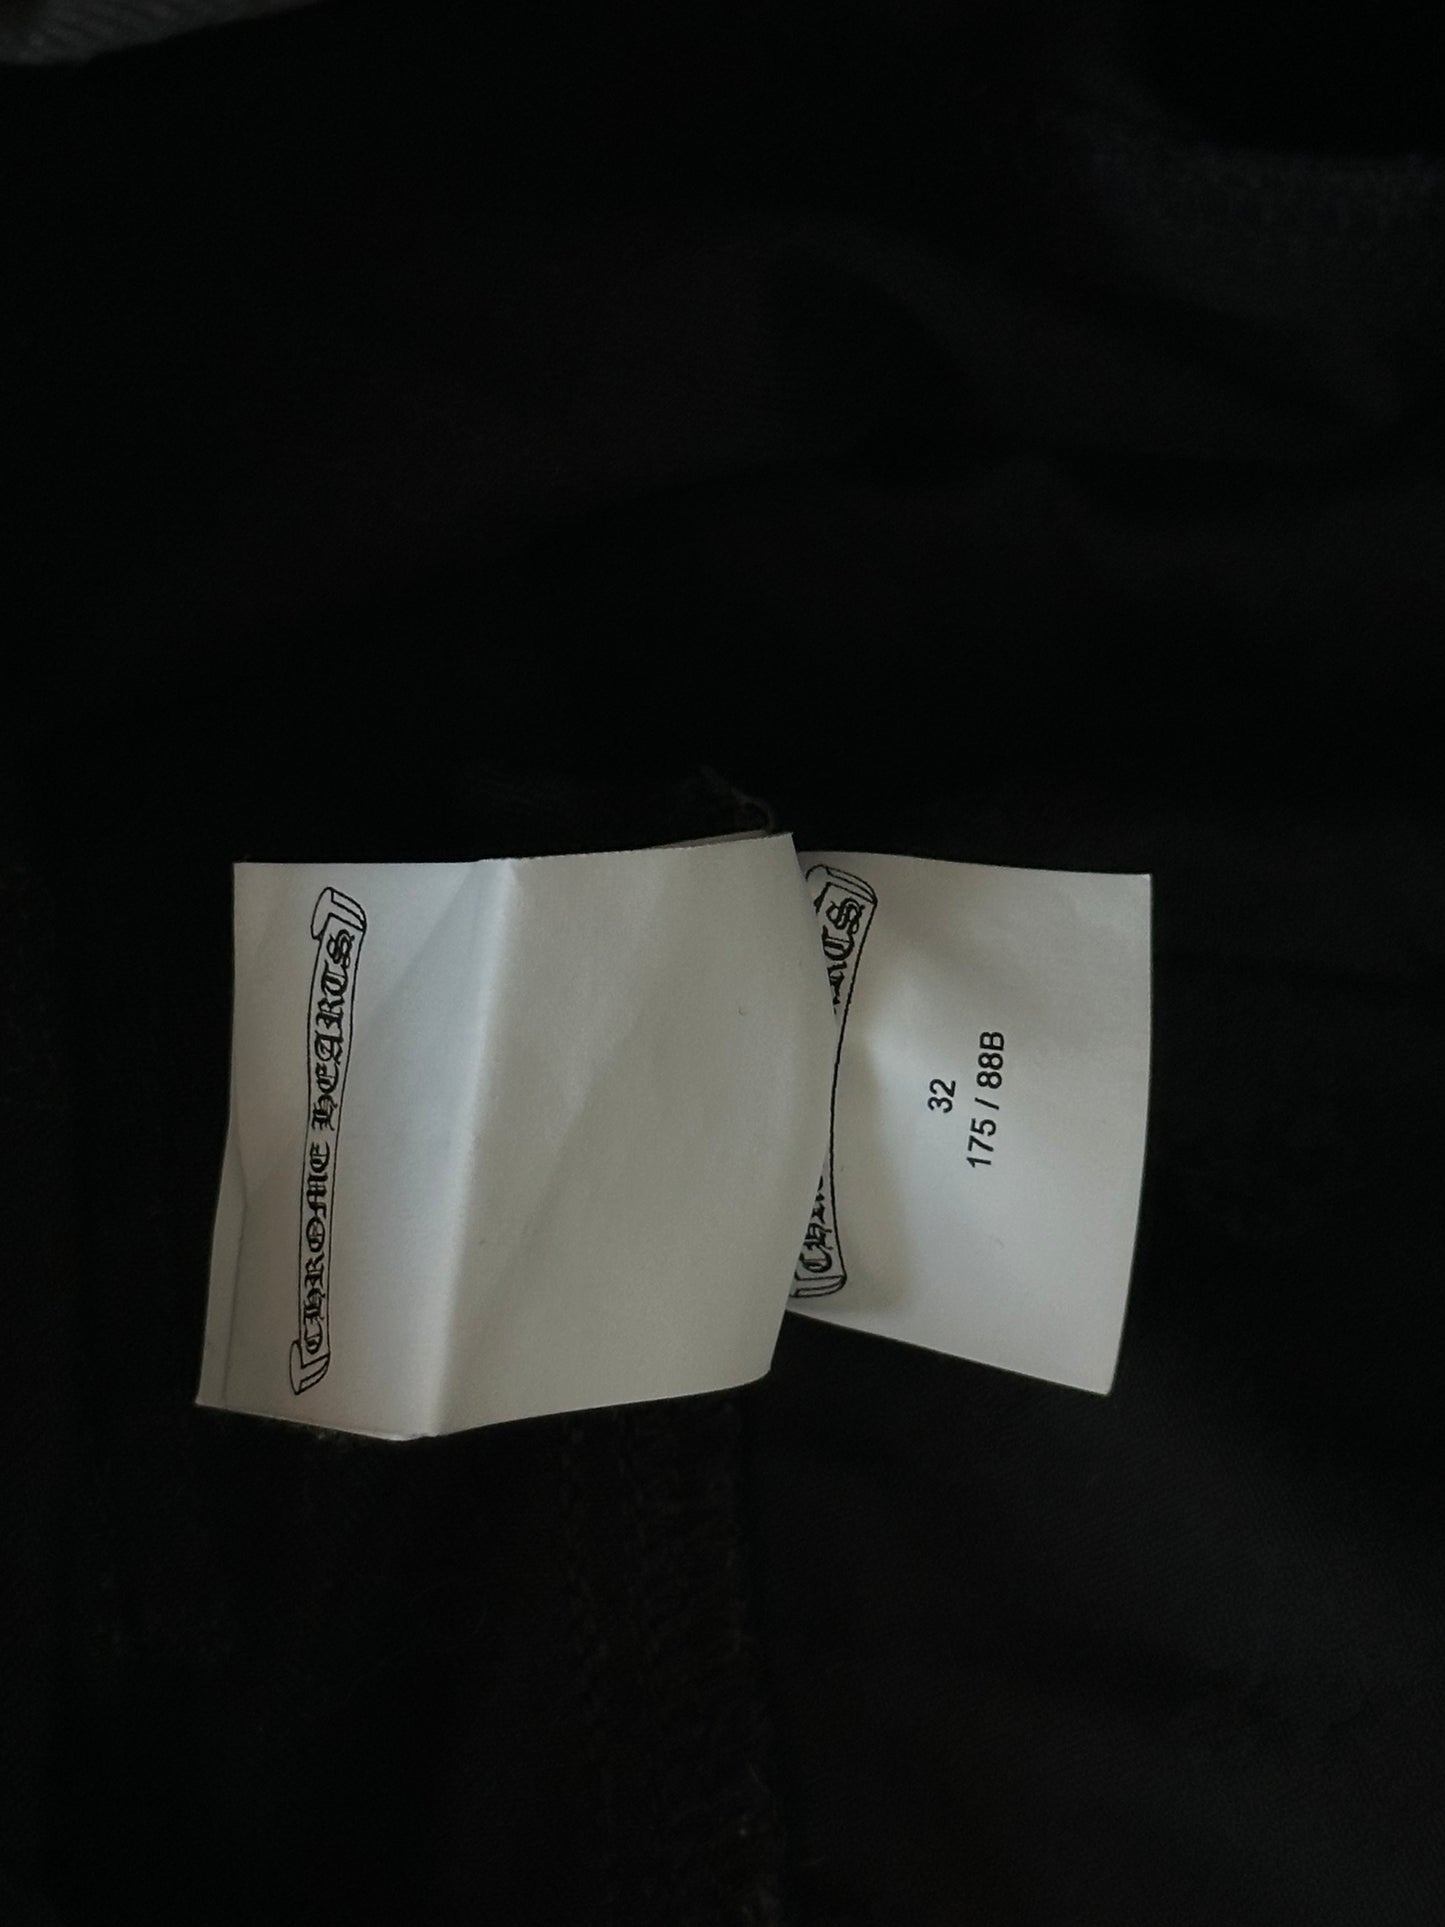 CHROME HEARTS
32
175 / 88B